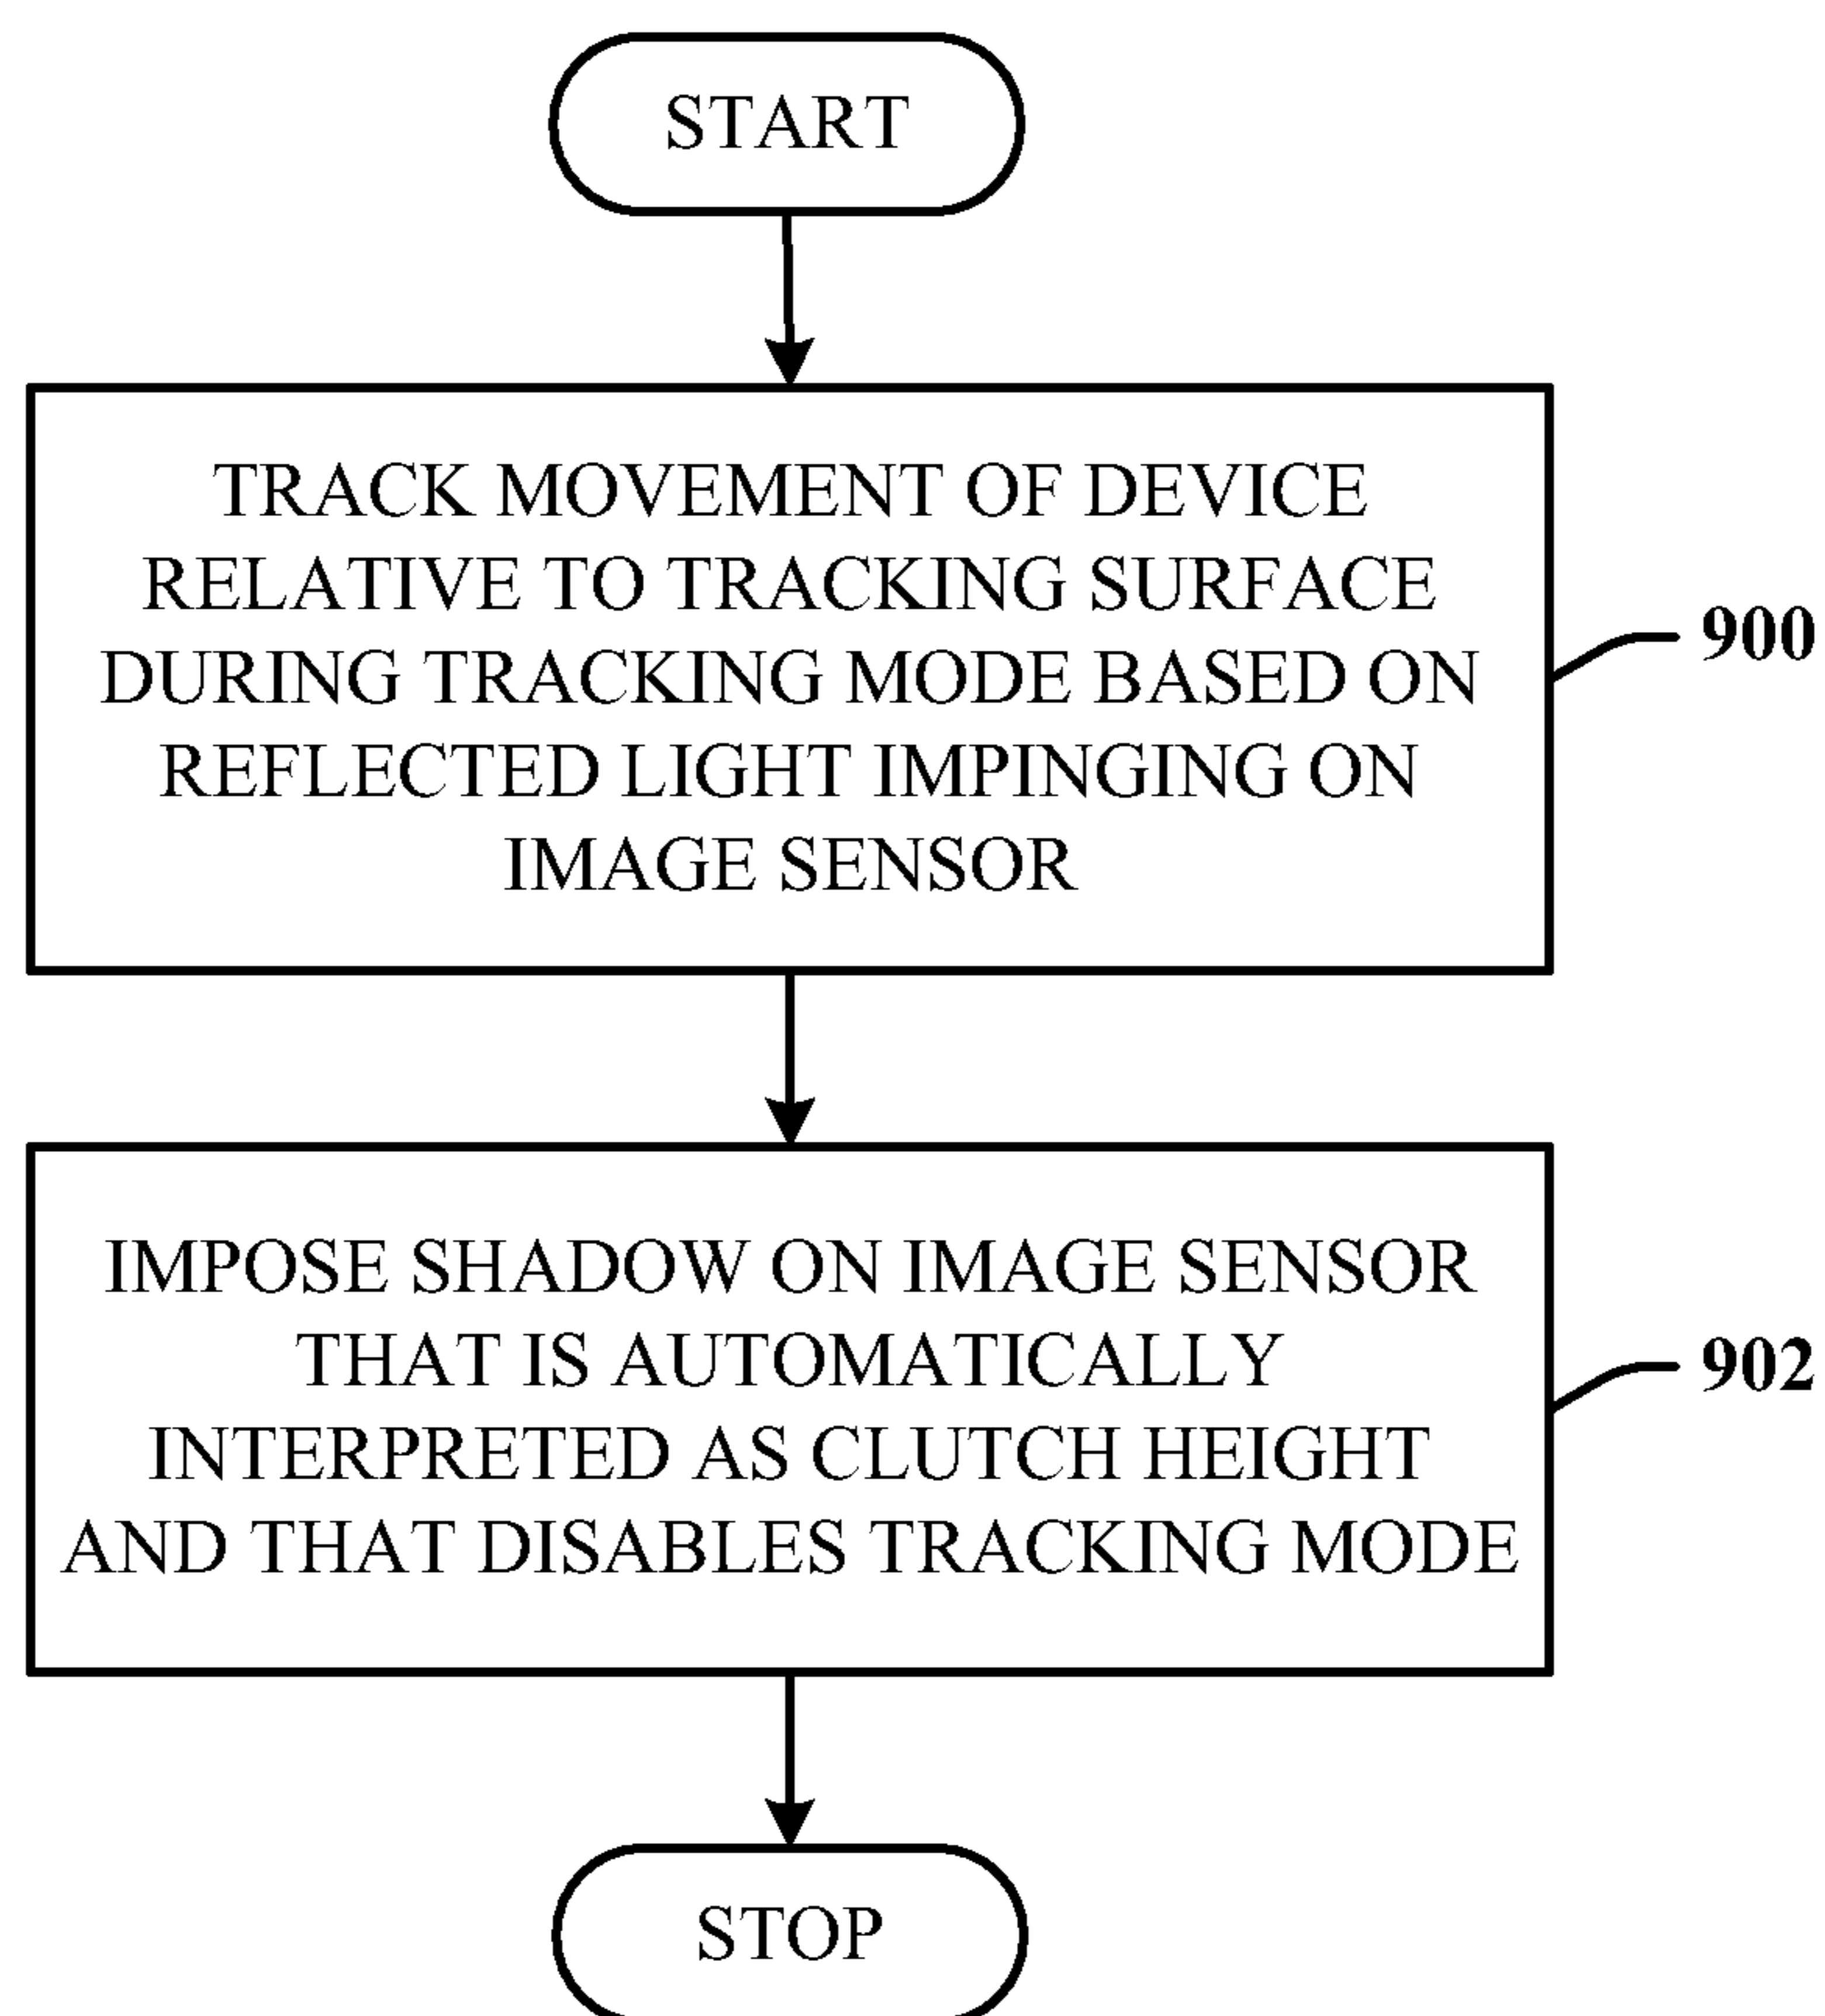 START
TRACK MOVEMENT OF DEVICE
RELATIVE TO TRACKING SURFACE
DURING TRACKING MODE BASED ON
REFLECTED LIGHT IMPINGING ON
IMAGE SENSOR
900
IMPOSE SHADOW ON IMAGE SENSOR
THAT IS AUTOMATICALLY
INTERPRETED AS CLUTCH HEIGHT
AND THAT DISABLES TRACKING MODE
902
STOP